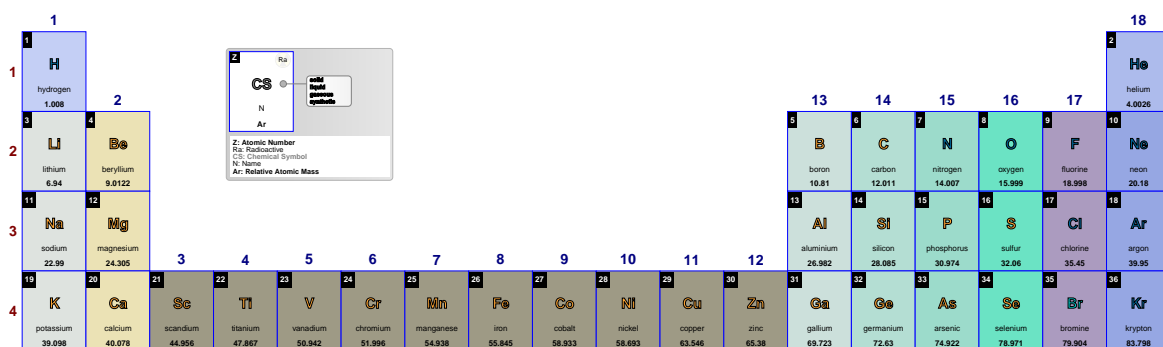 1 18
1 2
1 H He
hydrogen helium
1.008 4.0026
2 13 14 15 16 17
3 4 5 6 7 8 9 10
2 Li Be B C N O F Ne
lithium beryllium boron carbon nitrogen oxygen fluorine neon
6.94 9.0122 10.81 12.011 14.007 15.999 18.998 20.18
11 12 13 14 15 16 17 18
3 Na Mg Al Si P S Cl Ar
sodium magnesium aluminium silicon phosphorus sulfur chlorine argon
22.99 24.305 26.982 28.085 30.974 32.06 35.45 39.95
3 4 5 6 7 8 9 10 11 12
19 20 21 22 23 24 25 26 27 28 29 30 31 32 33 34 35 36
4 K Ca Sc Ti V Cr Mn Fe Co Ni Cu Zn Ga Ge As Se Br Kr
potassium calcium scandium titanium vanadium chromium manganese iron cobalt nickel copper zinc gallium germanium arsenic selenium bromine krypton
39.098 40.078 44.956 47.867 50.942 51.996 54.938 55.845 58.933 58.693 63.546 65.38 69.723 72.63 74.922 78.971 79.904 83.798
Z Ra
CS
N
Ar
solid
liquid
gaseous
synthetic
Z: Atomic Number
Ra: Radioactive
CS: Chemical Symbol
N: Name
Ar: Relative Atomic Mass